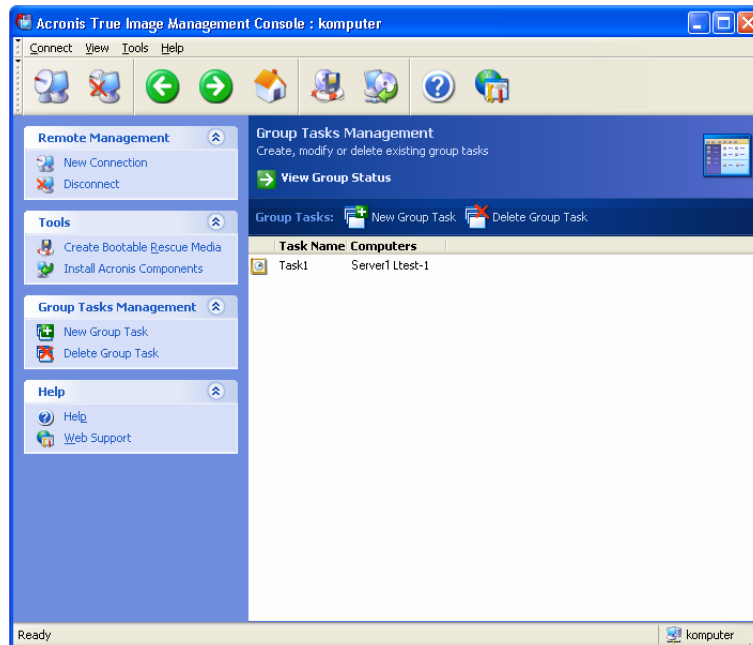 Acronis True Image Management Console : komputer
Connect View Tools Help
Remote Management
New Connection
Disconnect
Tools
Create Bootable Rescue Media
Install Acronis Components
Group Tasks Management
New Group Task
Delete Group Task
Help
Help
Web Support
Group Tasks Management
Create, modify or delete existing group tasks
View Group Status
Group Tasks: New Group Task Delete Group Task
Task Name Computers
Task1 Server1 Ltest-1
Ready komputer